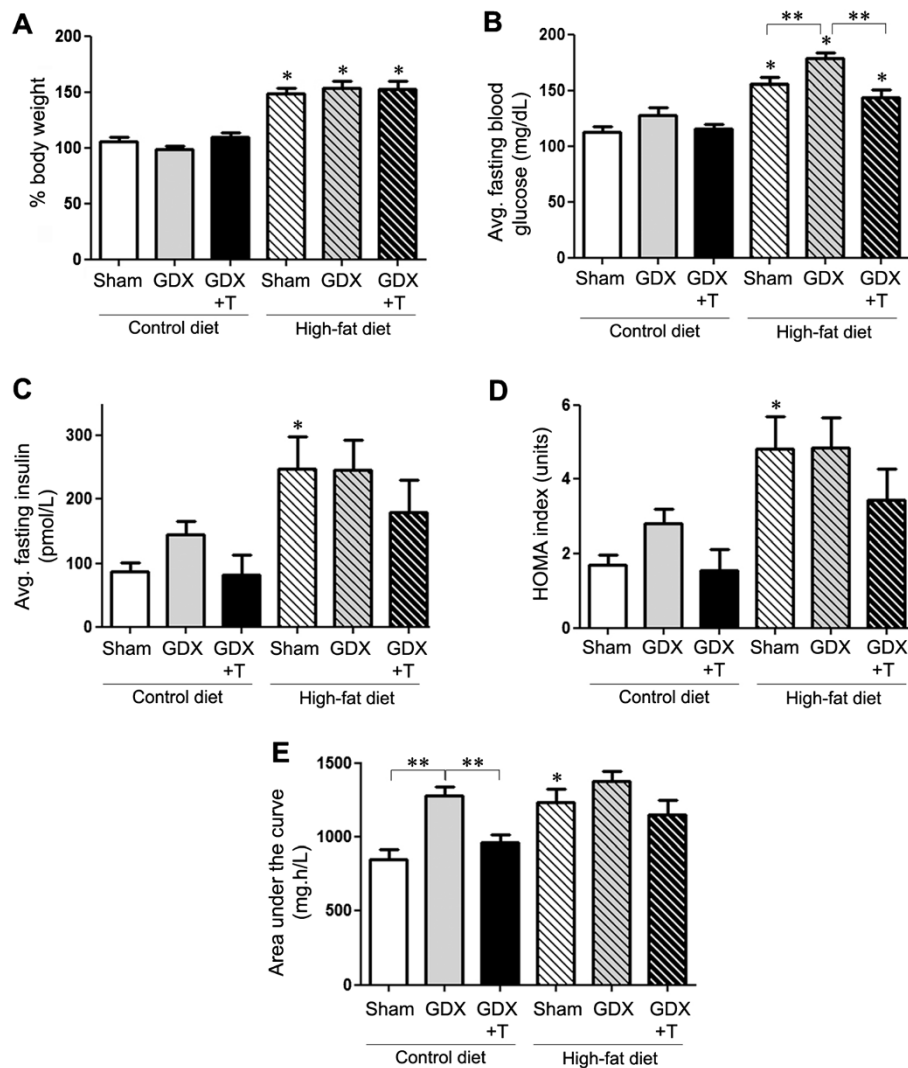 A
% body weight
200
150
100
50
0
*
*
*
Sham GDX GDX +T Sham GDX GDX +T
Control diet High-fat diet
B
Avg. fasting blood
glucose (mg/dL)
200
150
100
50
0
** **
*
*
*
Sham GDX GDX +T Sham GDX GDX +T
Control diet High-fat diet
C
Avg. fasting insulin
(pmol/L)
300
200
100
0
*
Sham GDX GDX +T Sham GDX GDX +T
Control diet High-fat diet
D
HOMA index (units)
6
4
2
0
*
Sham GDX GDX +T Sham GDX GDX +T
Control diet High-fat diet
E
Area under the curve
(mg.h/L)
1500
1000
500
0
** **
*
Sham GDX GDX +T Sham GDX GDX +T
Control diet High-fat diet